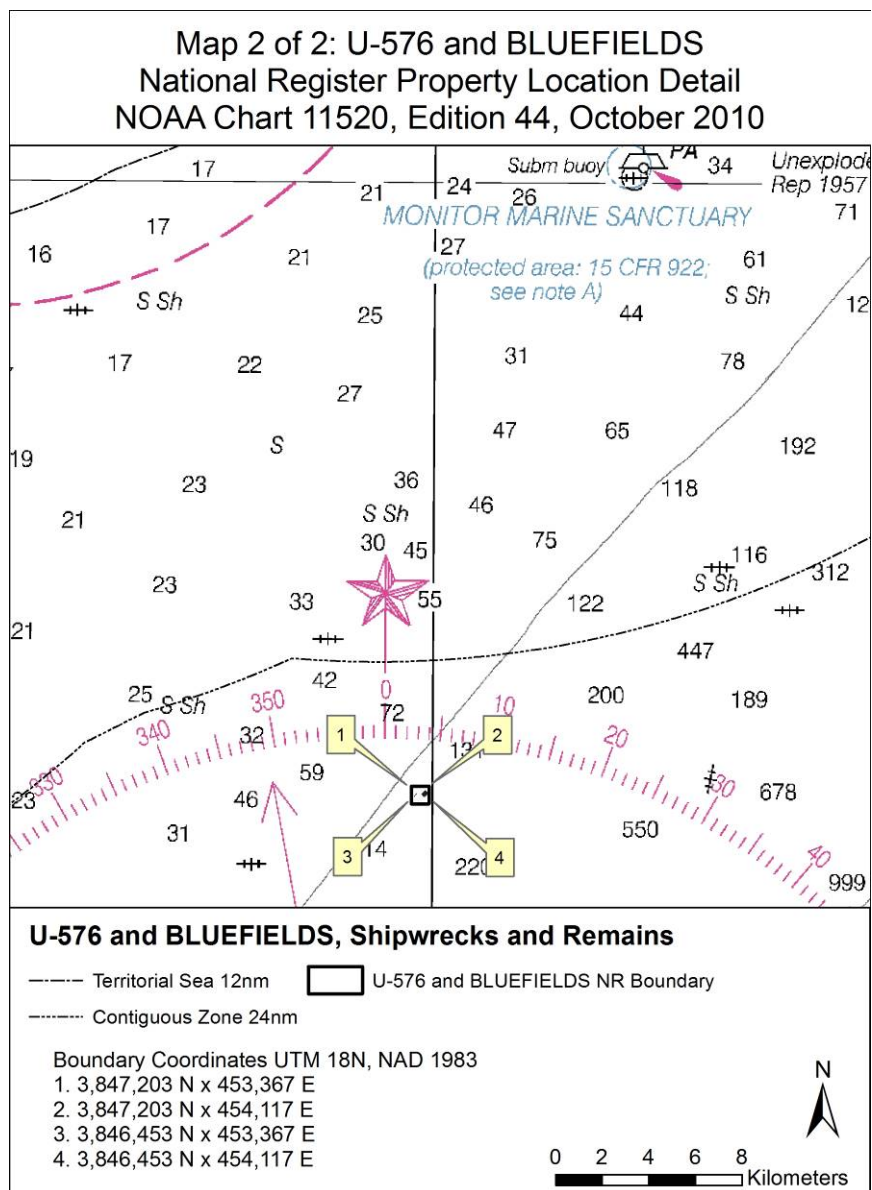 Map 2 of 2: U-576 and BLUEFIELDS
National Register Property Location Detail
NOAA Chart 11520, Edition 44, October 2010
17 Subm buoy PA 34 Unexplode
21 24 26 Rep 1957
17 MONITOR MARINE SANCTUARY 71
16 21 27 61
(protected area: 15 CFR 922;
see note A)
S Sh S Sh
25 44 12
17 22 31 78
27
S 47 65 192
19
23 36 46 118
21 S Sh
30 45 75 116
23 S Sh 312
33 55 122
21
447
42 0
25 S Sh 350 72 10 200 189
340 32 1 2 20
330 59
23 46 30 678
31 3 14 4 550
220 40
999
U-576 and BLUEFIELDS, Shipwrecks and Remains
Territorial Sea 12nm U-576 and BLUEFIELDS NR Boundary
Contiguous Zone 24nm
Boundary Coordinates UTM 18N, NAD 1983
1. 3,847,203 N x 453,367 E
2. 3,847,203 N x 454,117 E
3. 3,846,453 N x 453,367 E
4. 3,846,453 N x 454,117 E
N
0 2 4 6 8
Kilometers